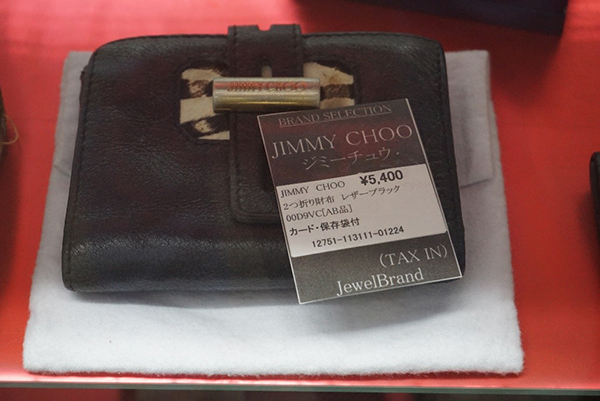 JIMMY CHOO
BRAND SELECTION
JIMMY CHOO
ジミーチュウ.
JIMMY CHOO ¥5,400
2つ折り財布 レザーブラック
00D9VC[AB品]
カード・保存袋付
12751-113111-01224
(TAX IN)
JewelBrand